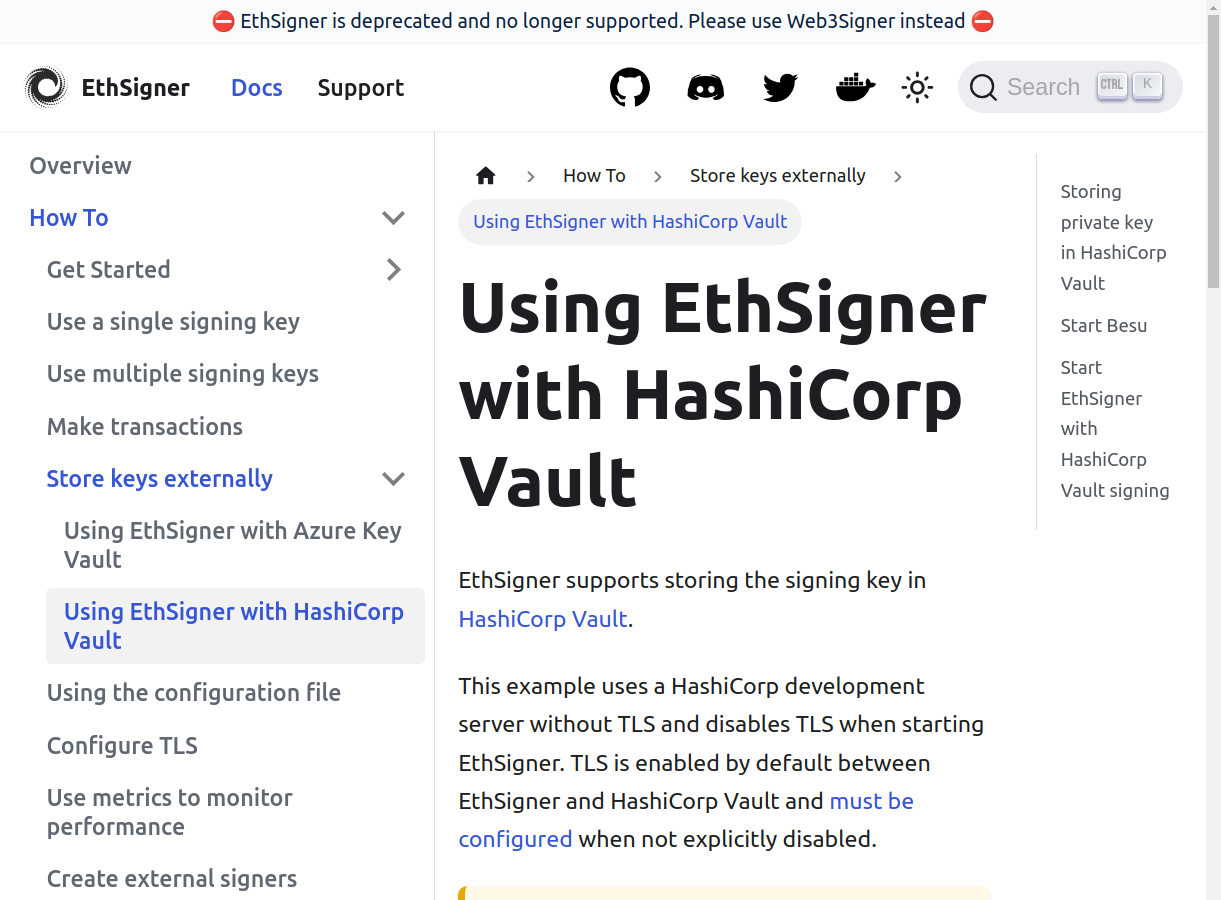 ⛔ EthSigner is deprecated and no longer supported. Please use Web3Signer instead ⛔
EthSigner Docs Support Search CTRL K
Overview
How To
Get Started
Use a single signing key
Use multiple signing keys
Make transactions
Store keys externally
Using EthSigner with Azure Key
Vault
Using EthSigner with HashiCorp
Vault
Using the configuration file
Configure TLS
Use metrics to monitor
performance
Create external signers
How To Store keys externally
Using EthSigner with HashiCorp Vault
Using EthSigner
with HashiCorp
Vault
EthSigner supports storing the signing key in
HashiCorp Vault.
This example uses a HashiCorp development
server without TLS and disables TLS when starting
EthSigner. TLS is enabled by default between
EthSigner and HashiCorp Vault and must be
configured when not explicitly disabled.
Storing
private key
in HashiCorp
Vault
Start Besu
Start
EthSigner
with
HashiCorp
Vault signing